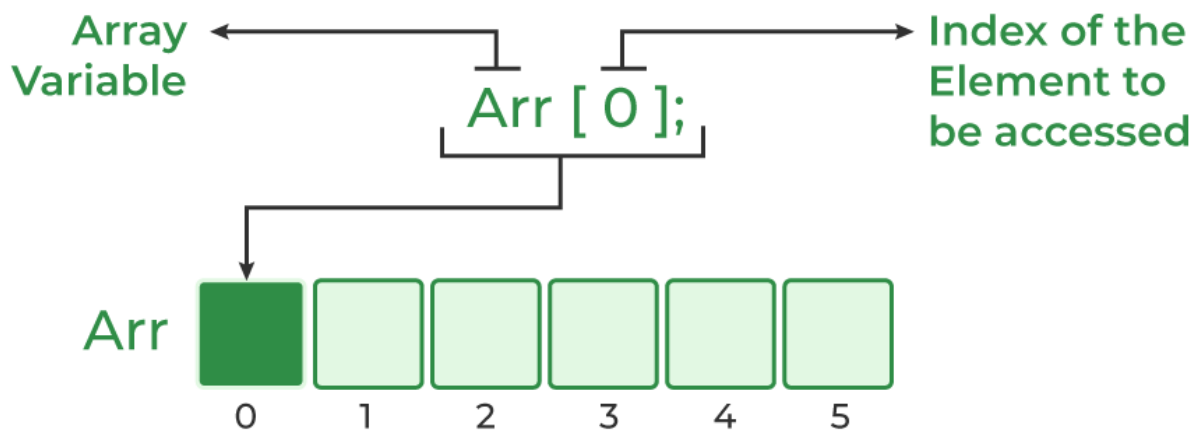 Array
Variable
Index of the
Element to
be accessed
Arr [ 0 ];
Arr
0 1 2 3 4 5